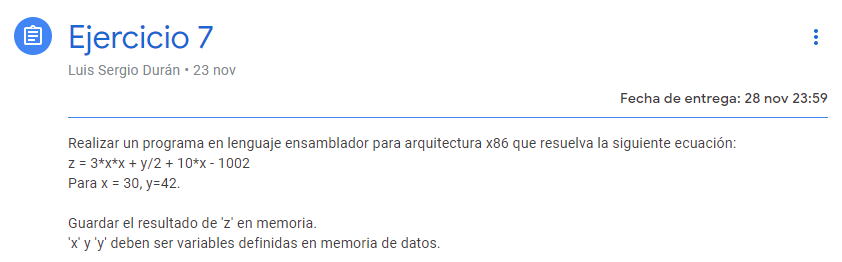 Ejercicio 7
Luis Sergio Durán • 23 nov
Fecha de entrega: 28 nov 23:59
Realizar un programa en lenguaje ensamblador para arquitectura x86 que resuelva la siguiente ecuación:
z = 3*x*x + y/2 + 10*x - 1002
Para x = 30, y=42.
Guardar el resultado de 'z' en memoria.
'x' y 'y' deben ser variables definidas en memoria de datos.